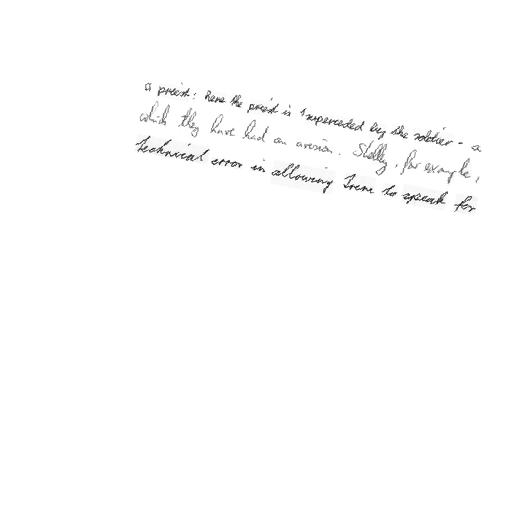 a priest: here the priest is superceded by the soldier - a
which they have had an aversion. Shelley, for example,
technical error in allowing Irene to speak for